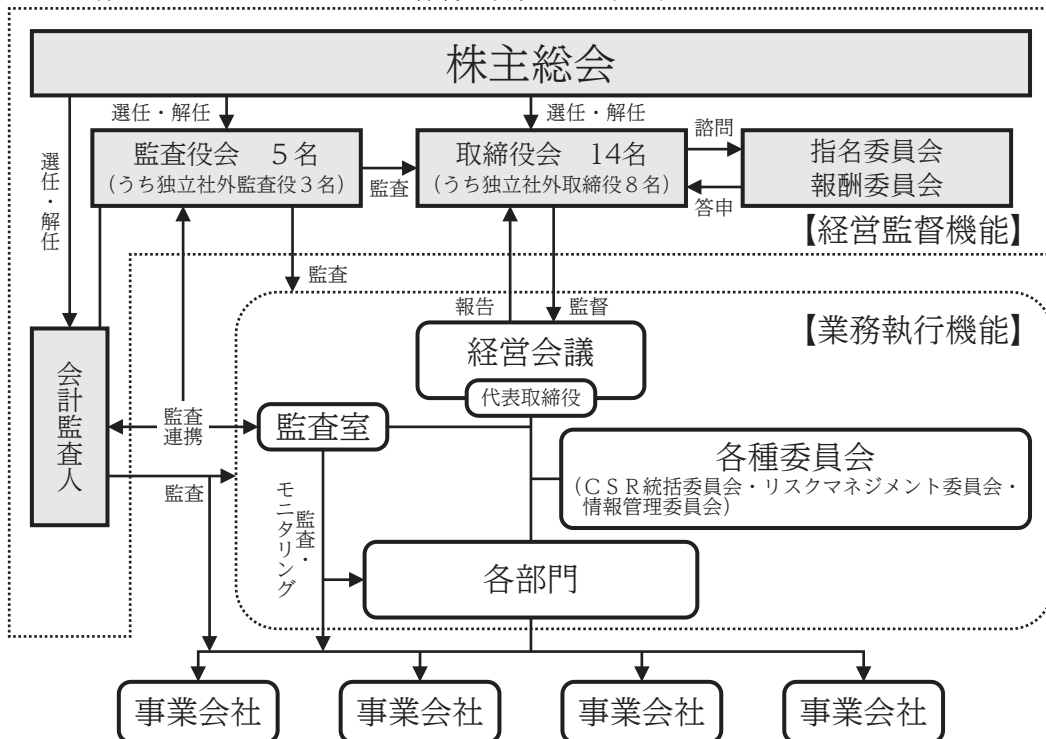 株主総会
選任・解任
選任・解任
選任・解任
監査役会 5名
(うち独立社外監査役3名)
監査
取締役会 14名
(うち独立社外取締役8名)
諮問
答申
指名委員会
報酬委員会
【経営監督機能】
監査
報告
監督
【業務執行機能】
経営会議
代表取締役
会計監査人
監査
連携
監査室
各種委員会
(CSR統括委員会・リスクマネジメント委員会・
情報管理委員会)
監査
監査・
モニタリング
各部門
事業会社
事業会社
事業会社
事業会社